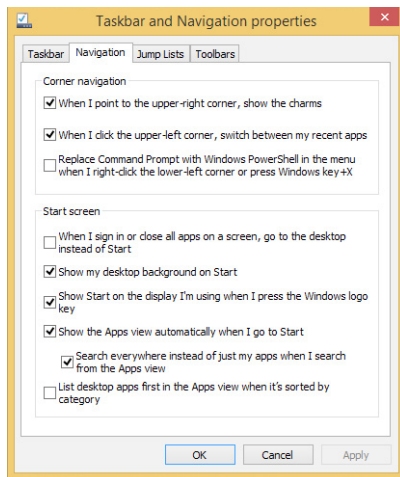 Taskbar and Navigation properties
Taskbar Navigation Jump Lists Toolbars
Corner navigation
When I point to the upper-right corner, show the charms
When I click the upper-left corner, switch between my recent apps
Replace Command Prompt with Windows PowerShell in the menu
when I right-click the lower-left corner or press Windows key+X
Start screen
When I sign in or close all apps on a screen, go to the desktop
instead of Start
Show my desktop background on Start
Show Start on the display I'm using when I press the Windows logo
key
Show the Apps view automatically when I go to Start
Search everywhere instead of just my apps when I search
from the Apps view
List desktop apps first in the Apps view when it's sorted by
category
OK Cancel Apply